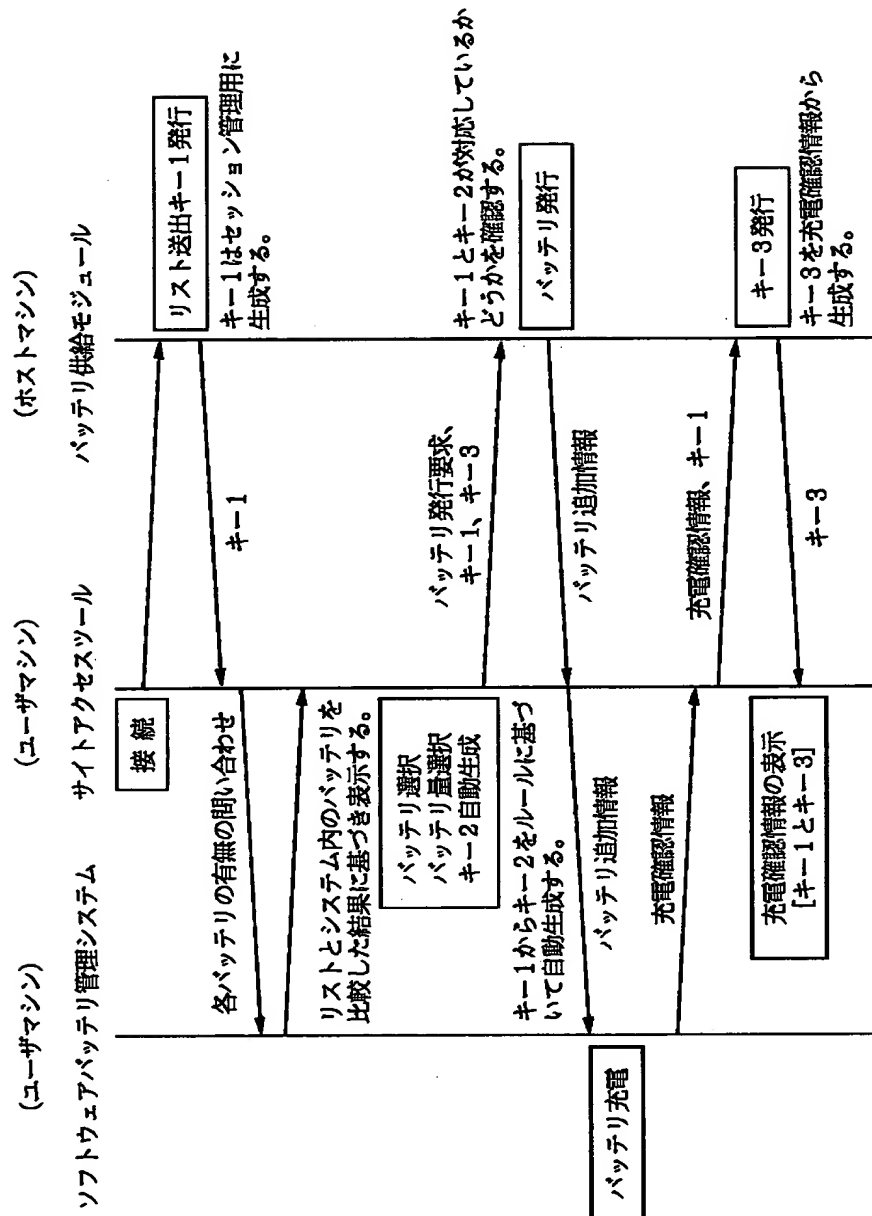 (ユーザマシン)
ソフトウェアバッテリ管理システム
(ユーザマシン)
サイトアクセスツール
(ホストマシン)
バッテリ供給モジュール
接続
リスト送出キー1発行
キー1はセッション管理用に
生成する。
キー1
各バッテリの有無の問い合わせ
リストとシステム内のバッテリを
比較した結果に基づき表示する。
バッテリ選択
バッテリ量選択
キー2自動生成
バッテリ発行要求、
キー1、キー3
キー1とキー2が対応しているか
どうかを確認する。
キー1からキー2をルールに基づ
いて自動生成する。
バッテリ発行
バッテリ追加情報
バッテリ追加情報
バッテリ充電
充電確認情報
充電確認情報、キー1
キー3発行
キー3を充電確認情報から
生成する。
キー3
充電確認情報の表示
[キー1とキー3]